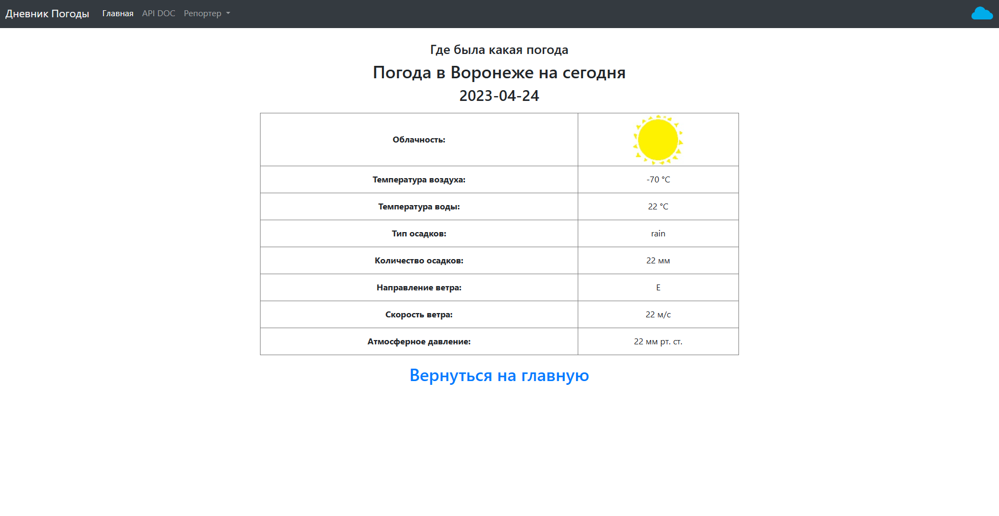 Дневник Погоды Главная API DOC Репортер
Где была какая погода
Погода в Воронеже на сегодня
2023-04-24
Облачность:
Температура воздуха: -70 °C
Температура воды: 22 °C
Тип осадков: rain
Количество осадков: 22 мм
Направление ветра: E
Скорость ветра: 22 м/с
Атмосферное давление: 22 мм рт. ст.
Вернуться на главную